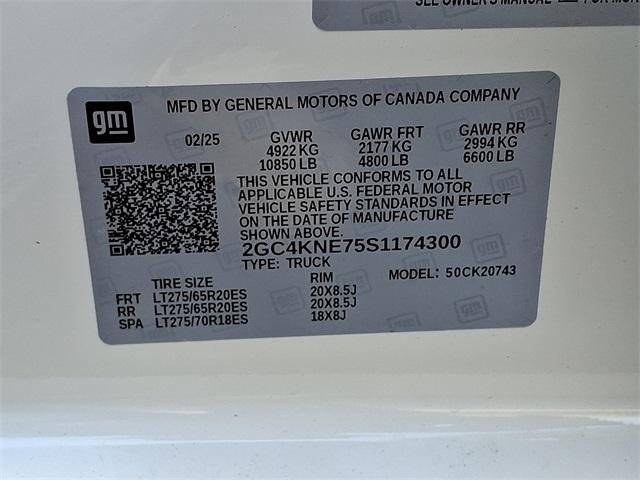 SEE OWNER'S MANUAL
gm
MFD BY GENERAL MOTORS OF CANADA COMPANY
02/25 GVWR GAWR FRT GAWR RR
4922 KG 2177 KG 2994 KG
10850 LB 4800 LB 6600 LB
THIS VEHICLE CONFORMS TO ALL
APPLICABLE U.S. FEDERAL MOTOR
VEHICLE SAFETY STANDARDS IN EFFECT
ON THE DATE OF MANUFACTURE
SHOWN ABOVE.
2GC4KNE75S1174300
TYPE: TRUCK MODEL: 50CK20743
TIRE SIZE RIM
FRT LT275/65R20ES 20X8.5J
RR LT275/65R20ES 20X8.5J
SPA LT275/70R18ES 18X8J